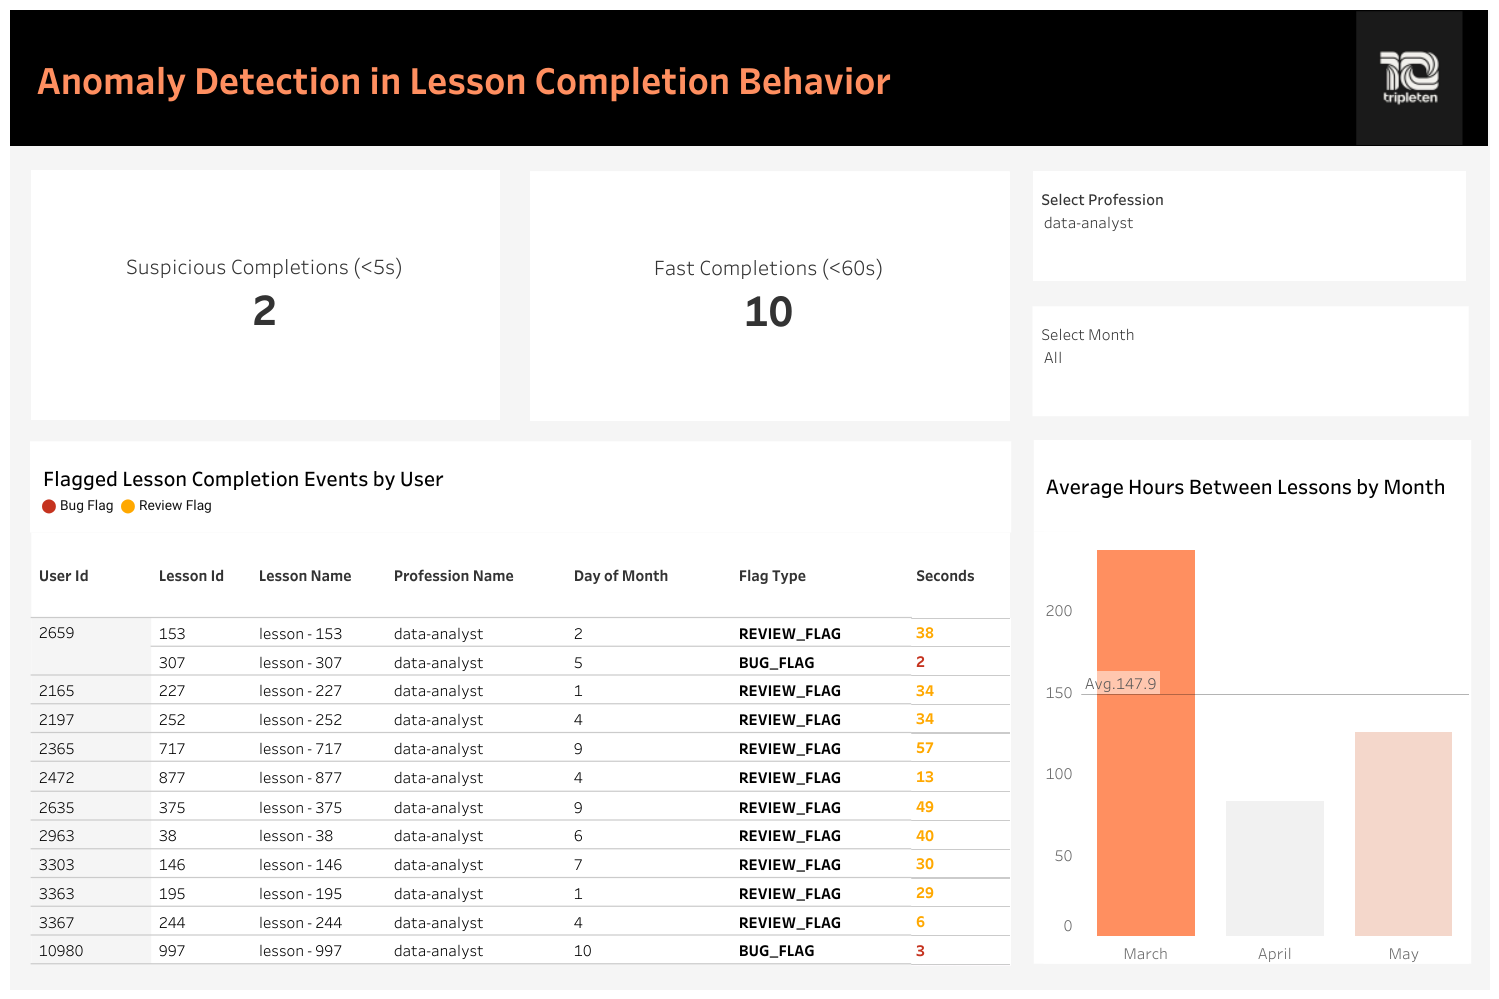 Anomaly Detection in Lesson Completion Behavior
tripleten
Suspicious Completions (<5s)
2
Fast Completions (<60s)
10
Select Profession
data-analyst
Select Month
All
Flagged Lesson Completion Events by User
Bug Flag Review Flag
User Id Lesson Id Lesson Name Profession Name Day of Month Flag Type Seconds
2659 153 lesson - 153 data-analyst 2 REVIEW_FLAG 38
307 lesson - 307 data-analyst 5 BUG_FLAG 2
2165 227 lesson - 227 data-analyst 1 REVIEW_FLAG 34
2197 252 lesson - 252 data-analyst 4 REVIEW_FLAG 34
2365 717 lesson - 717 data-analyst 9 REVIEW_FLAG 57
2472 877 lesson - 877 data-analyst 4 REVIEW_FLAG 13
2635 375 lesson - 375 data-analyst 9 REVIEW_FLAG 49
2963 38 lesson - 38 data-analyst 6 REVIEW_FLAG 40
3303 146 lesson - 146 data-analyst 7 REVIEW_FLAG 30
3363 195 lesson - 195 data-analyst 1 REVIEW_FLAG 29
3367 244 lesson - 244 data-analyst 4 REVIEW_FLAG 6
10980 997 lesson - 997 data-analyst 10 BUG_FLAG 3
Average Hours Between Lessons by Month
200
Avg.147.9
150
100
50
0
March April May